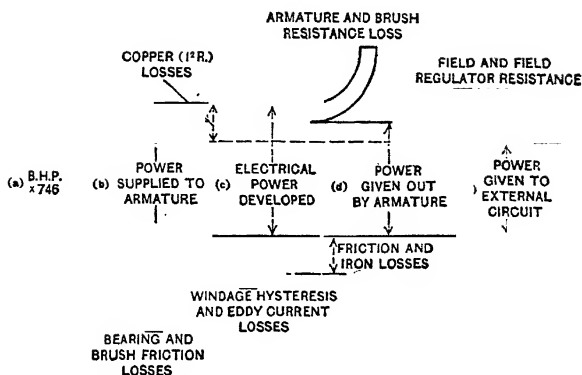 ARMATURE AND BRUSH
RESISTANCE LOSS
COPPER (I²R.)
LOSSES
FIELD AND FIELD
REGULATOR RESISTANCE
(a) B.H.P.
x 746
(b) POWER
SUPPLIED TO
ARMATURE
(c) ELECTRICAL
POWER
DEVELOPED
(d) POWER
GIVEN OUT
BY ARMATURE
) POWER
GIVEN TO
EXTERNAL
CIRCUIT
FRICTION AND
IRON LOSSES
WINDAGE HYSTERESIS
AND EDDY CURRENT
LOSSES
BEARING AND
BRUSH FRICTION
LOSSES